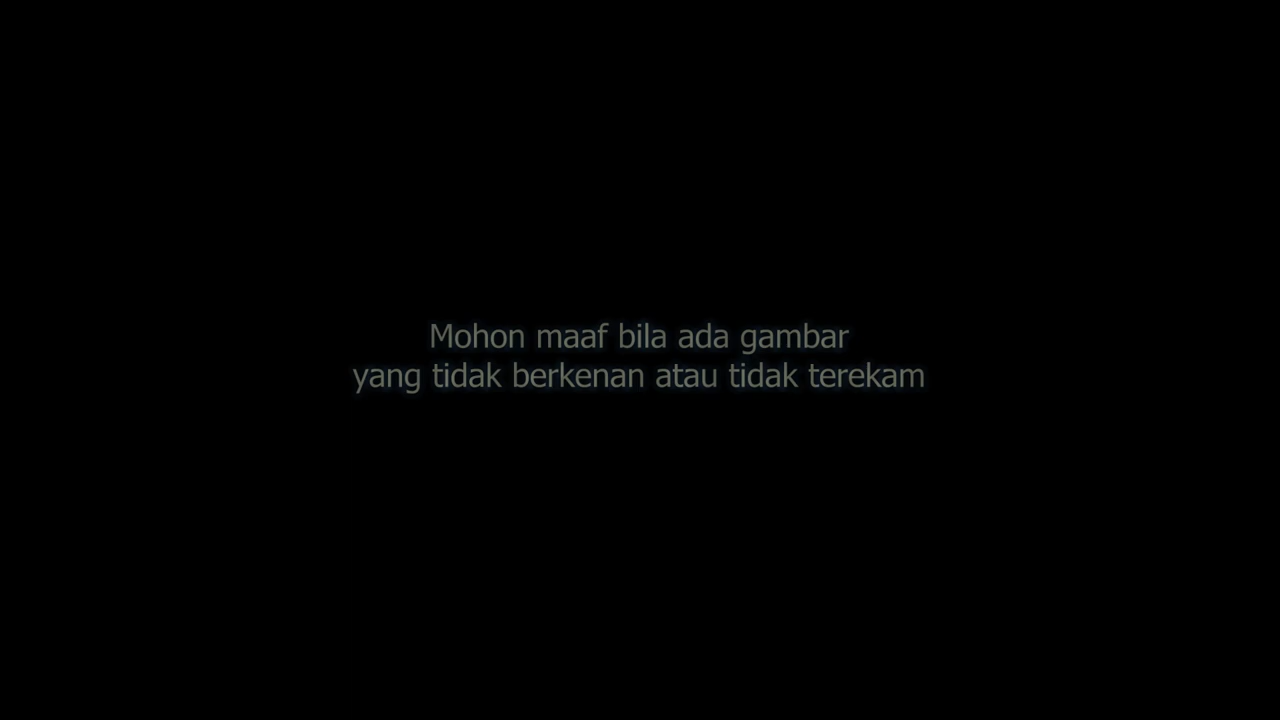 Mohon maaf bila ada gambar
yang tidak berkenan atau tidak terekam